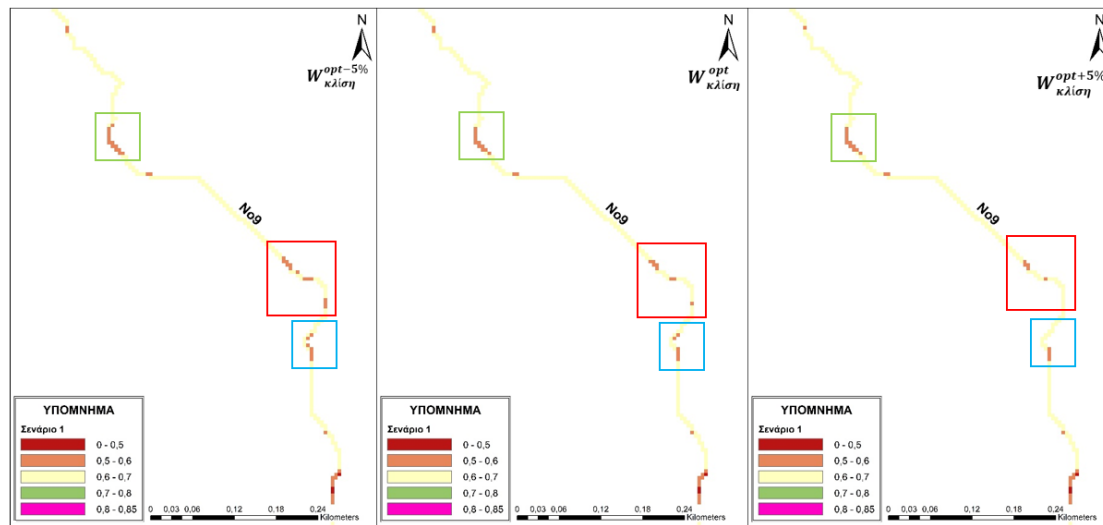 N
W^{opt-5%}_{κλίση}
No9
ΥΠΟΜΝΗΜΑ
Σενάριο 1
0 - 0,5
0,5 - 0,6
0,6 - 0,7
0,7 - 0,8
0,8 - 0,85
0 0,03 0,06 0,12 0,18 0,24
Kilometers
N
W^{opt}_{κλίση}
No9
ΥΠΟΜΝΗΜΑ
Σενάριο 1
0 - 0,5
0,5 - 0,6
0,6 - 0,7
0,7 - 0,8
0,8 - 0,85
0 0,03 0,06 0,12 0,18 0,24
Kilometers
N
W^{opt+5%}_{κλίση}
No9
ΥΠΟΜΝΗΜΑ
Σενάριο 1
0 - 0,5
0,5 - 0,6
0,6 - 0,7
0,7 - 0,8
0,8 - 0,85
0 0,03 0,06 0,12 0,18 0,24
Kilometers